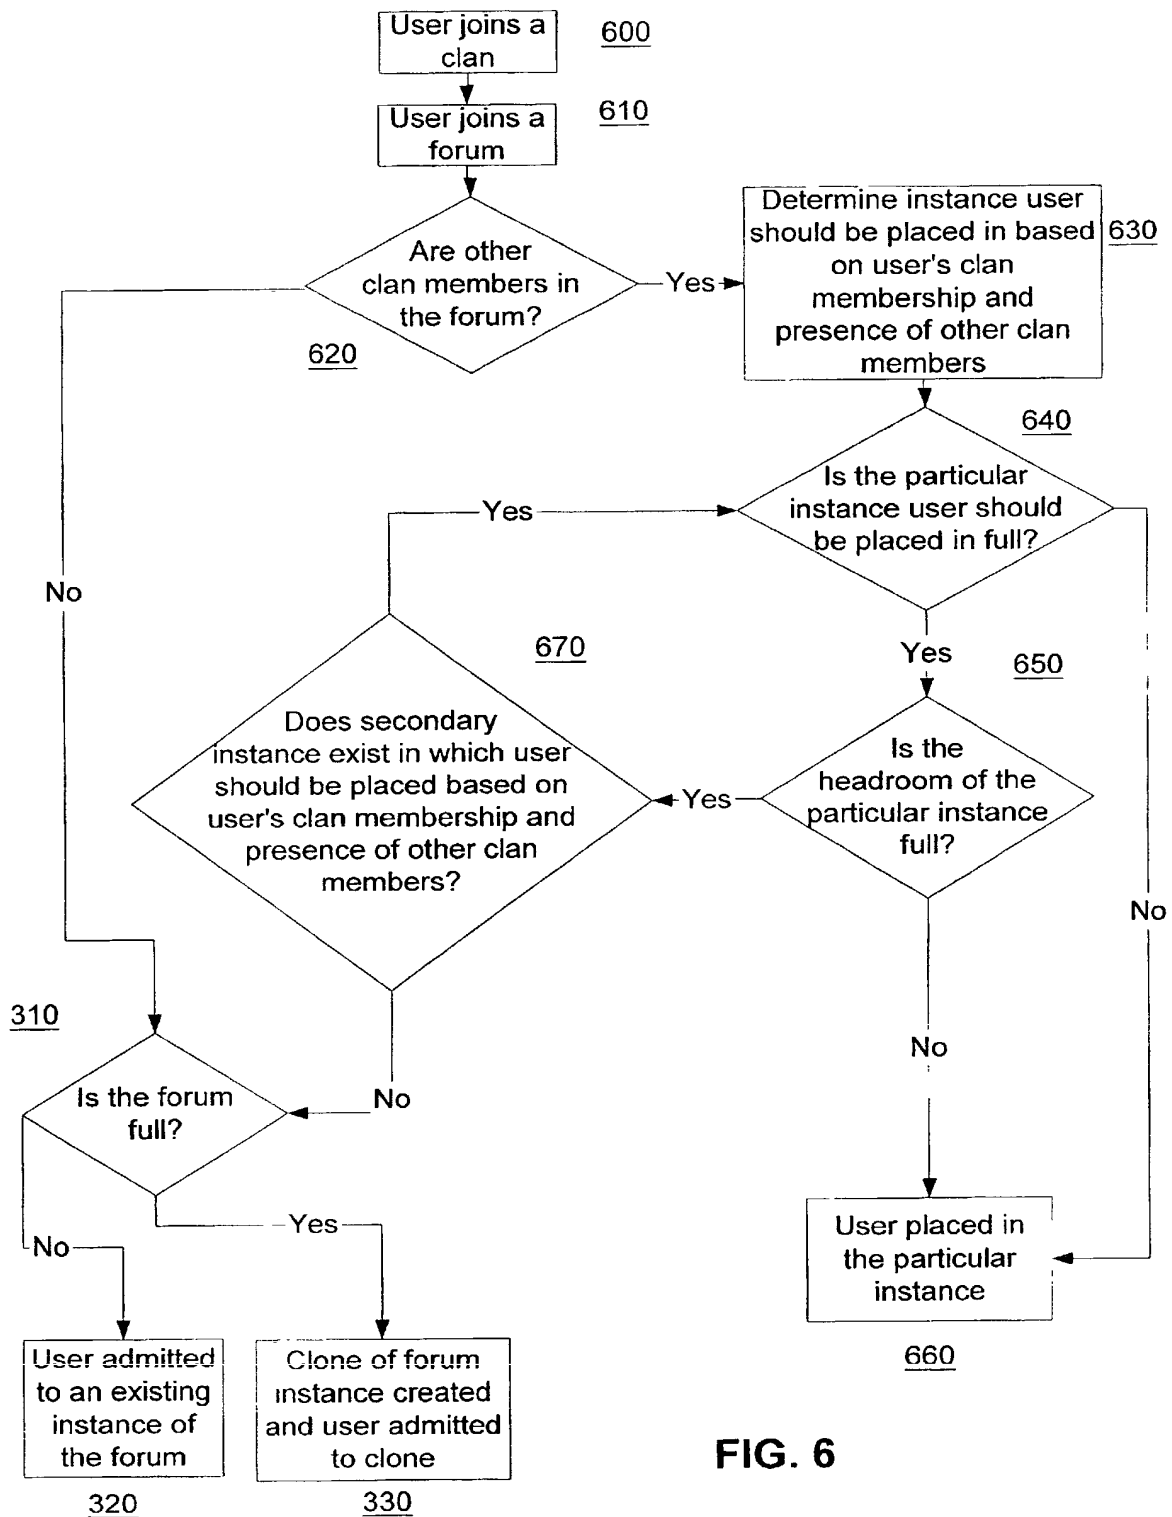 User joins a
clan
600
User joins a
forum
610
Are other
clan members in
the forum?
620
Yes
Determine instance user
should be placed in based
on user's clan
membership and
presence of other clan
members
630
640
Is the particular
instance user should
be placed in full?
Yes
No
Yes
650
670
Does secondary
instance exist in which user
should be placed based on
user's clan membership and
presence of other clan
members?
Yes
Is the
headroom of the
particular instance
full?
No
No
310
Is the forum
full?
No
No
Yes
User placed in
the particular
instance
660
User admitted
to an existing
instance of
the forum
320
Clone of forum
instance created
and user admitted
to clone
330
FIG. 6